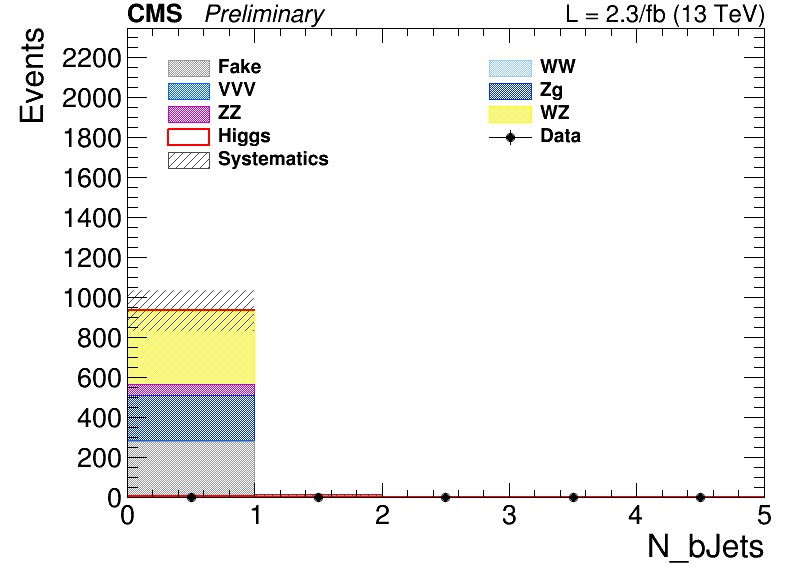 CMS Preliminary L = 2.3/fb (13 TeV)
Events
2200
2000
1800
1600
1400
1200
1000
800
600
400
200
0
Fake WW
VVV Zg
ZZ WZ
Higgs Data
Systematics
0 1 2 3 4 5
N_bJets